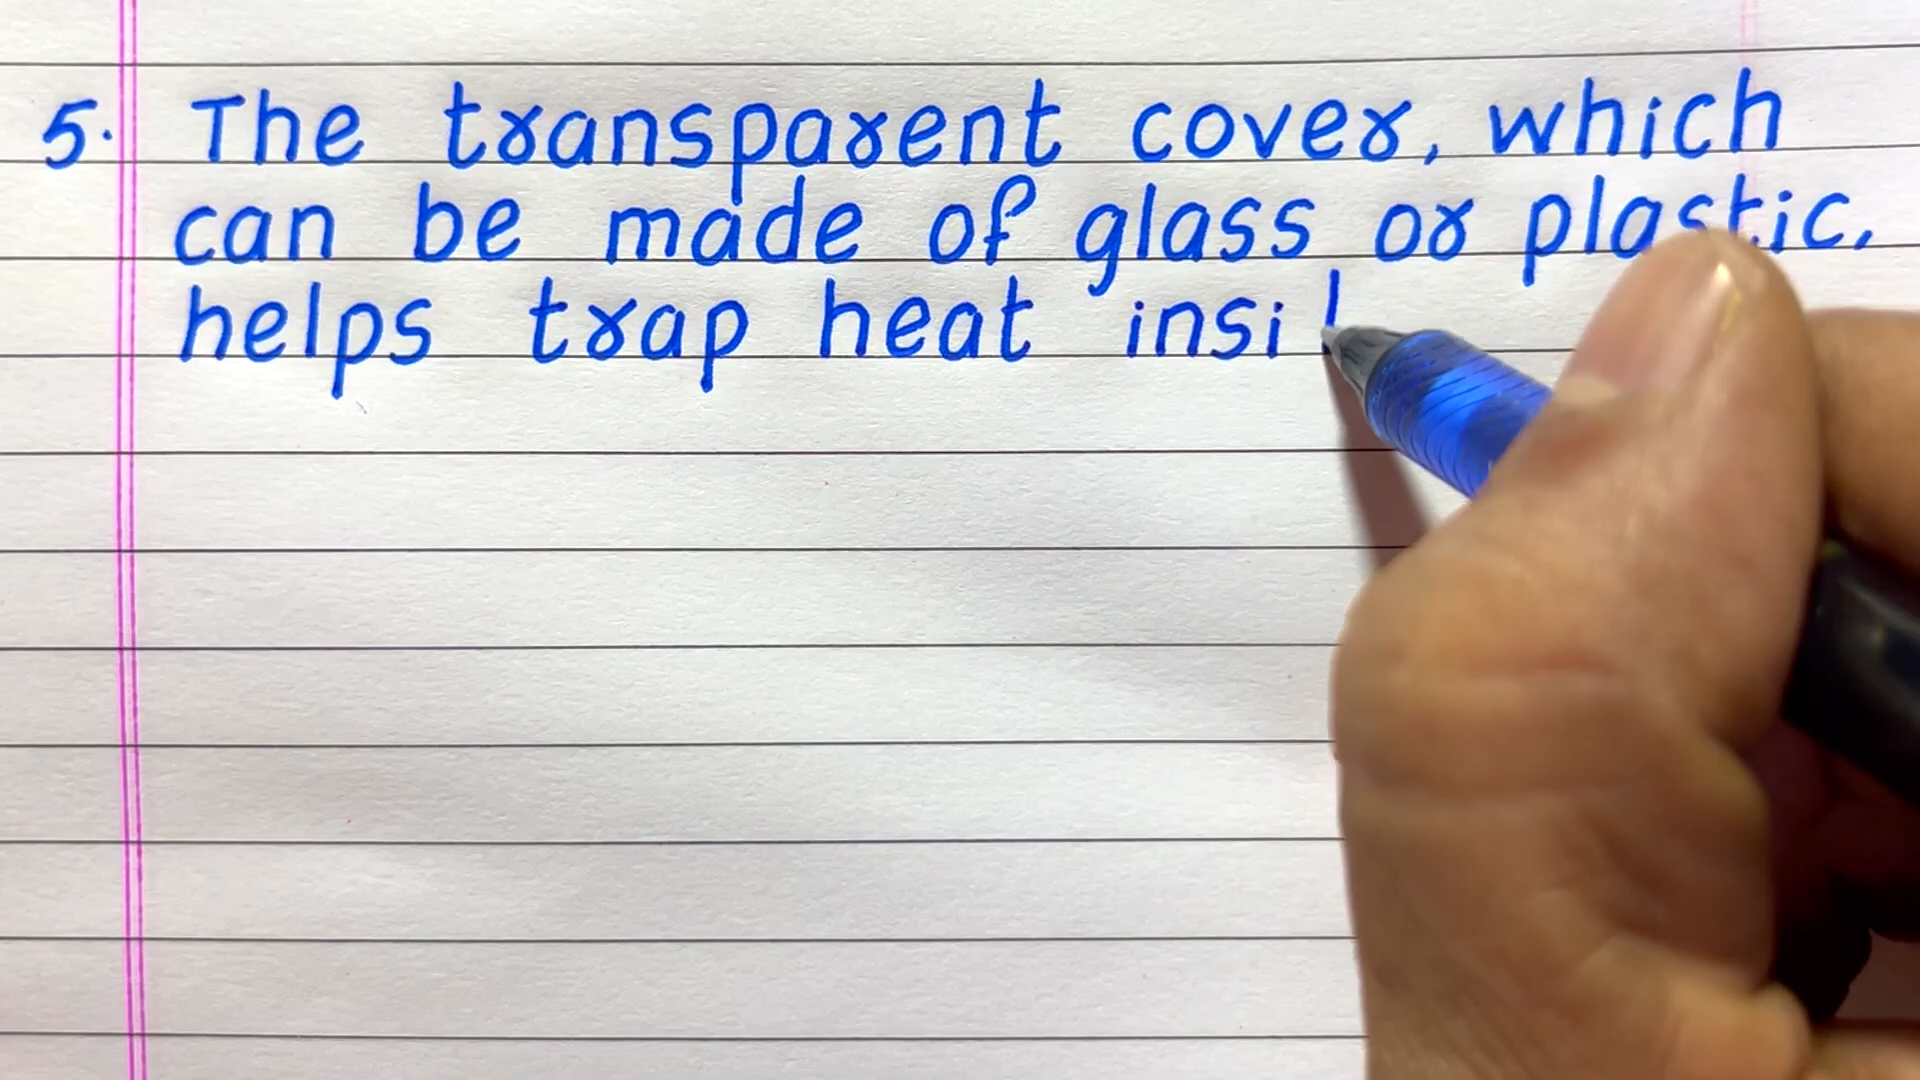 5. The transparent cover, which
can be made of glass or plastic,
helps trap heat insi